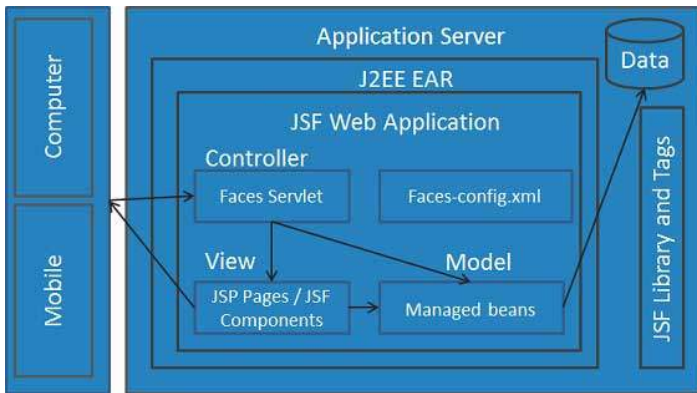 Computer
Mobile
Application Server
Data
J2EE EAR
JSF Web Application
Controller
Faces Servlet
Faces-config.xml
View
Model
JSP Pages / JSF
Components
Managed beans
JSF Library and Tags